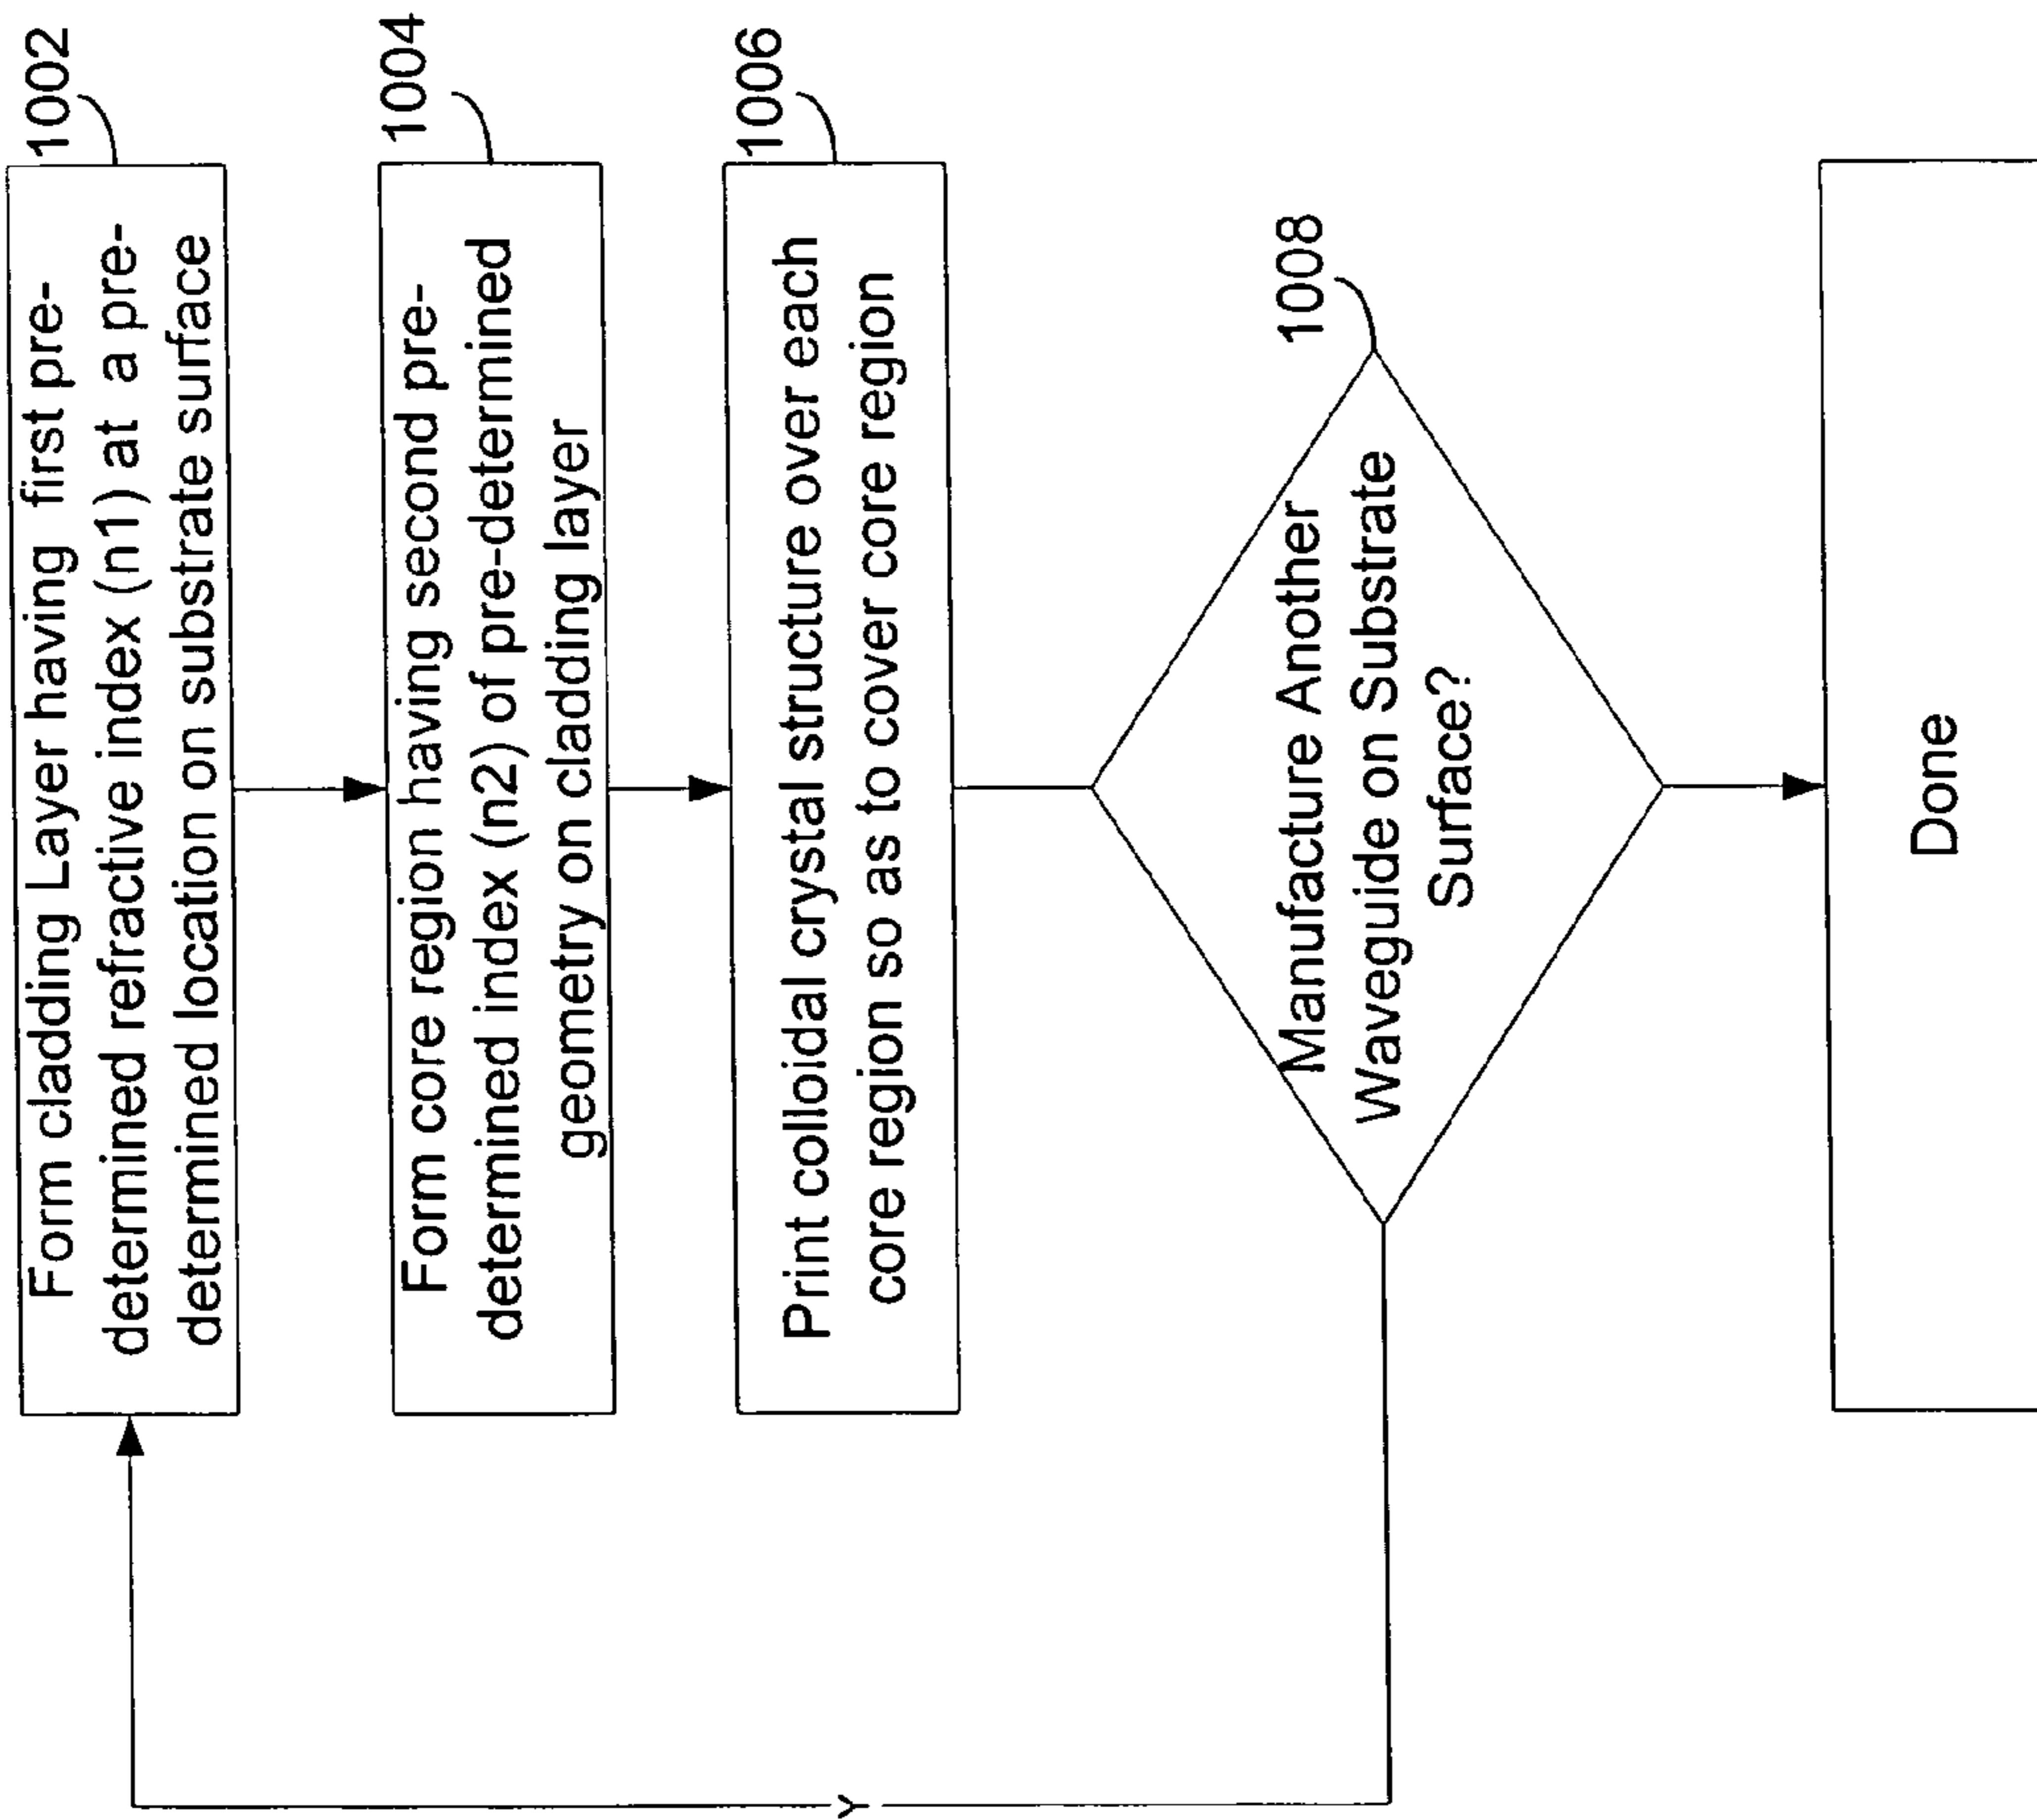 Form cladding Layer having first pre-
determined refractive index (n1) at a pre-
determined location on substrate surface
1002
Form core region having second pre-
determined index (n2) of pre-determined
geometry on cladding layer
1004
Print colloidal crystal structure over each
core region so as to cover core region
1006
Manufacture Another
Waveguide on Substrate
Surface?
1008
Y
Done